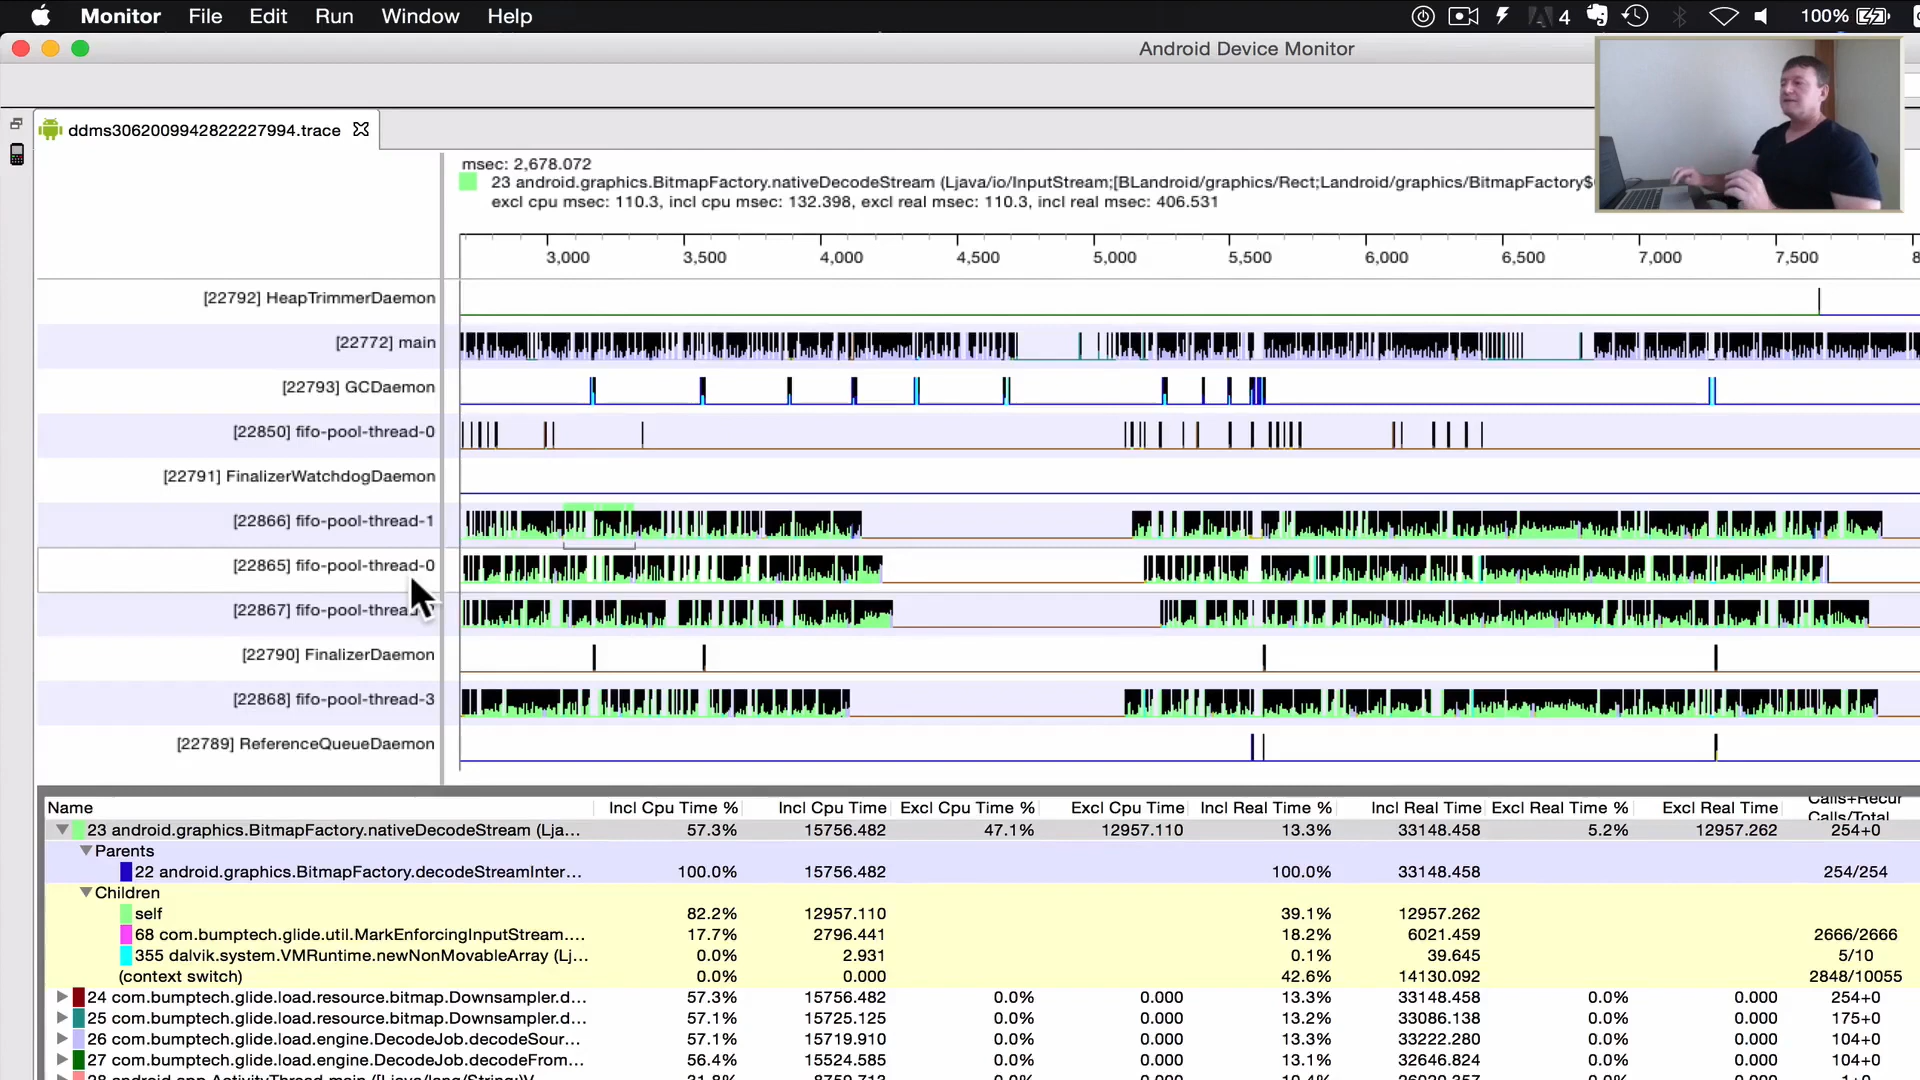 Monitor File Edit Run Window Help 4 100%
Android Device Monitor
ddms3062009942822227994.trace
msec: 2,678.072
23 android.graphics.BitmapFactory.nativeDecodeStream (Ljava/io/InputStream;[BLandroid/graphics/Rect;Landroid/graphics/BitmapFactory$
excl cpu msec: 110.3, incl cpu msec: 132.398, excl real msec: 110.3, incl real msec: 406.531
3,000 3,500 4,000 4,500 5,000 5,500 6,000 6,500 7,000 7,500 8
[22792] HeapTrimmerDaemon
[22772] main
[22793] GCDaemon
[22850] fifo-pool-thread-0
[22791] FinalizerWatchdogDaemon
[22866] fifo-pool-thread-1
[22865] fifo-pool-thread-0
[22867] fifo-pool-thread-
[22790] FinalizerDaemon
[22868] fifo-pool-thread-3
[22789] ReferenceQueueDaemon
Name Incl Cpu Time % Incl Cpu Time Excl Cpu Time % Excl Cpu Time Incl Real Time % Incl Real Time Excl Real Time % Excl Real Time Calls+Recur
Calls/Total
23 android.graphics.BitmapFactory.nativeDecodeStream (Lja... 57.3% 15756.482 47.1% 12957.110 13.3% 33148.458 5.2% 12957.262 254+0
Parents
22 android.graphics.BitmapFactory.decodeStreamInter... 100.0% 15756.482 100.0% 33148.458 254/254
Children
self 82.2% 12957.110 39.1% 12957.262
68 com.bumptech.glide.util.MarkEnforcingInputStream.... 17.7% 2796.441 18.2% 6021.459 2666/2666
355 dalvik.system.VMRuntime.newNonMovableArray (Lj... 0.0% 2.931 0.1% 39.645 5/10
(context switch) 0.0% 0.000 42.6% 14130.092 2848/10055
24 com.bumptech.glide.load.resource.bitmap.Downsampler.d... 57.3% 15756.482 0.0% 0.000 13.3% 33148.458 0.0% 0.000 254+0
25 com.bumptech.glide.load.resource.bitmap.Downsampler.d... 57.1% 15725.125 0.0% 0.000 13.2% 33086.138 0.0% 0.000 175+0
26 com.bumptech.glide.load.engine.DecodeJob.decodeSour... 57.1% 15719.910 0.0% 0.000 13.3% 33222.280 0.0% 0.000 104+0
27 com.bumptech.glide.load.engine.DecodeJob.decodeFrom... 56.4% 15524.585 0.0% 0.000 13.1% 32646.824 0.0% 0.000 104+0